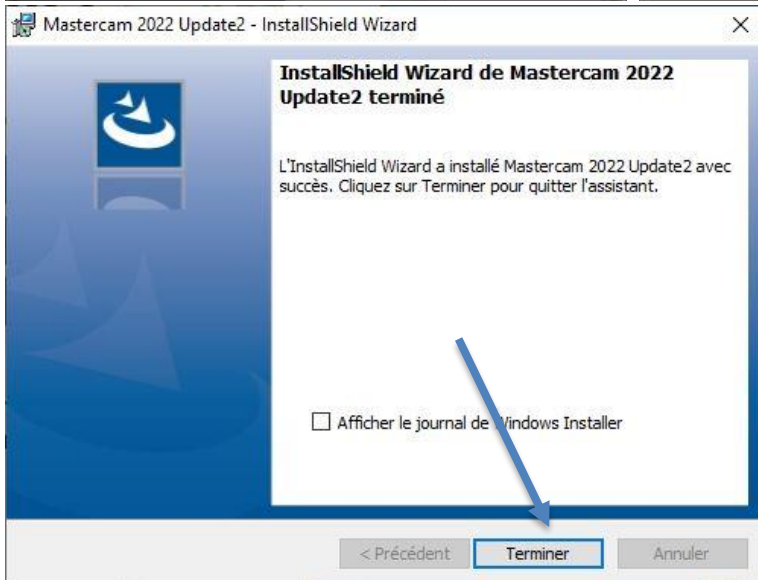 Mastercam 2022 Update2 - InstallShield Wizard
InstallShield Wizard de Mastercam 2022
Update2 terminé
L'InstallShield Wizard a installé Mastercam 2022 Update2 avec
succès. Cliquez sur Terminer pour quitter l'assistant.
Afficher le journal de Windows Installer
< Précédent
Terminer
Annuler